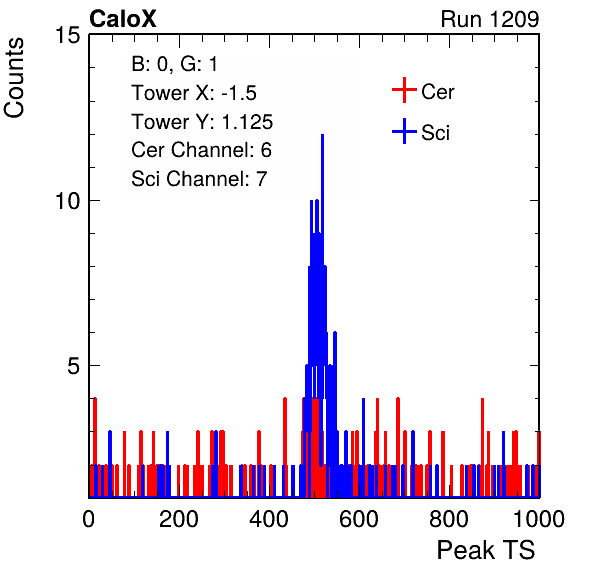 CaloX Run 1209
Counts
15
10
5
B: 0, G: 1
Tower X: -1.5
Tower Y: 1.125
Cer Channel: 6
Sci Channel: 7
Cer
Sci
0 200 400 600 800 1000
Peak TS